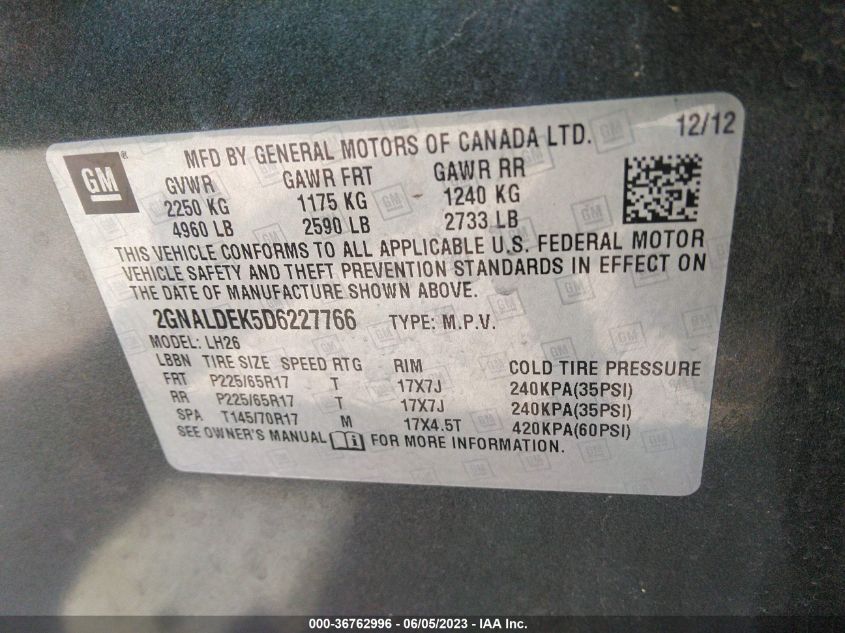 GM ® MFD BY GENERAL MOTORS OF CANADA LTD. 12/12
GVWR GAWR FRT GAWR RR
2250 KG 1175 KG 1240 KG
4960 LB 2590 LB 2733 LB
THIS VEHICLE CONFORMS TO ALL APPLICABLE U.S. FEDERAL MOTOR
VEHICLE SAFETY AND THEFT PREVENTION STANDARDS IN EFFECT ON
THE DATE OF MANUFACTURE SHOWN ABOVE.
2GNALDEK5D6227766 TYPE: M.P.V.
MODEL: LH26
LBBN TIRE SIZE SPEED RTG RIM COLD TIRE PRESSURE
FRT P225/65R17 T 17X7J 240KPA(35PSI)
RR P225/65R17 T 17X7J 240KPA(35PSI)
SPA T145/70R17 M 17X4.5T 420KPA(60PSI)
SEE OWNER'S MANUAL FOR MORE INFORMATION.
000-36762996 - 06/05/2023 - IAA Inc.